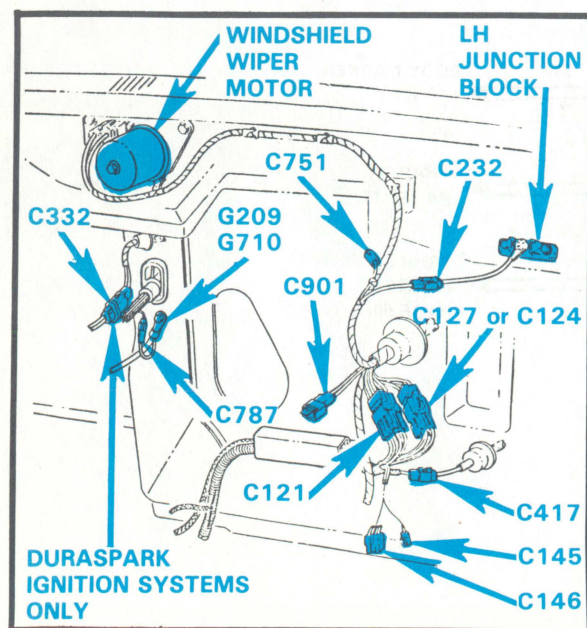 WINDSHIELD
WIPER
MOTOR
LH
JUNCTION
BLOCK
C751
C232
C332
G209
G710
C901
C127 or C124
C787
C121
C417
C145
C146
DURASPARK
IGNITION SYSTEMS
ONLY